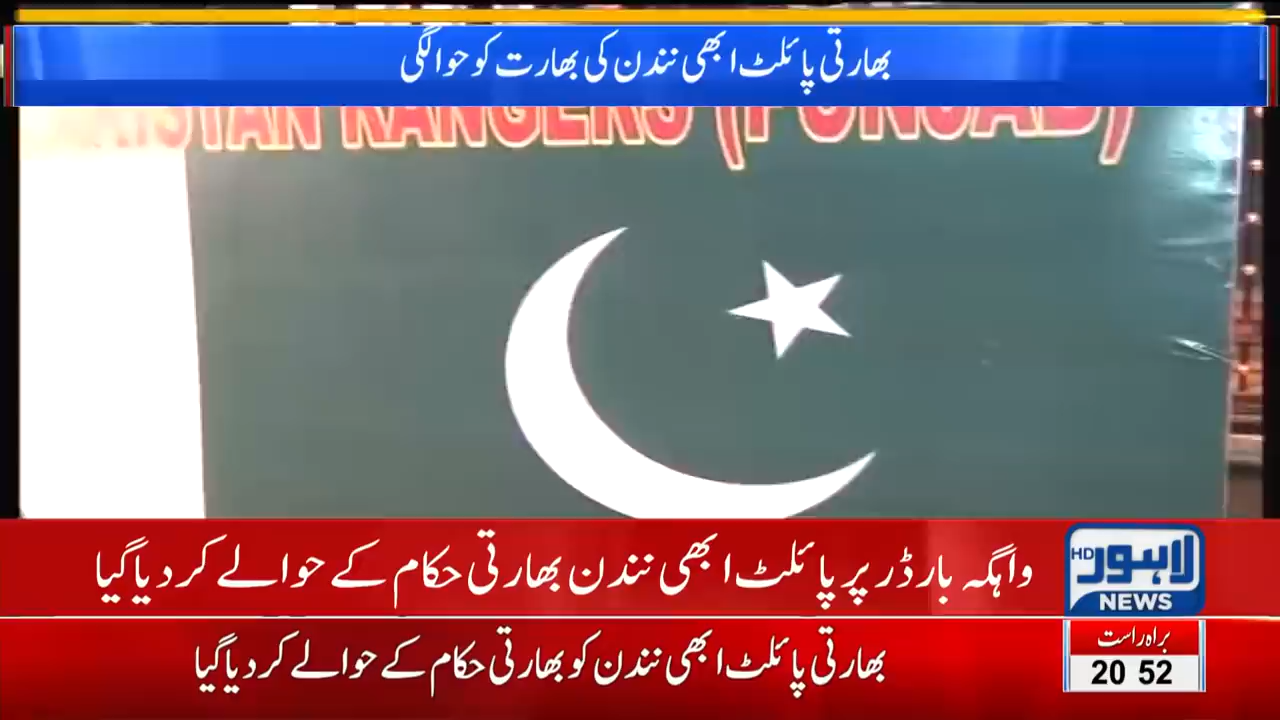 بھارتی پائلٹ ابھی نندن کی بھارت کو حوالگی
PAKISTAN RANGERS (PUNJAB)
واہگہ بارڈر پر پائلٹ ابھی نندن بھارتی حکام کے حوالے کر دیا گیا
لاہور HD
NEWS
بھارتی پائلٹ ابھی نندن کو بھارتی حکام کے حوالے کر دیا گیا
براہ راست
20 52